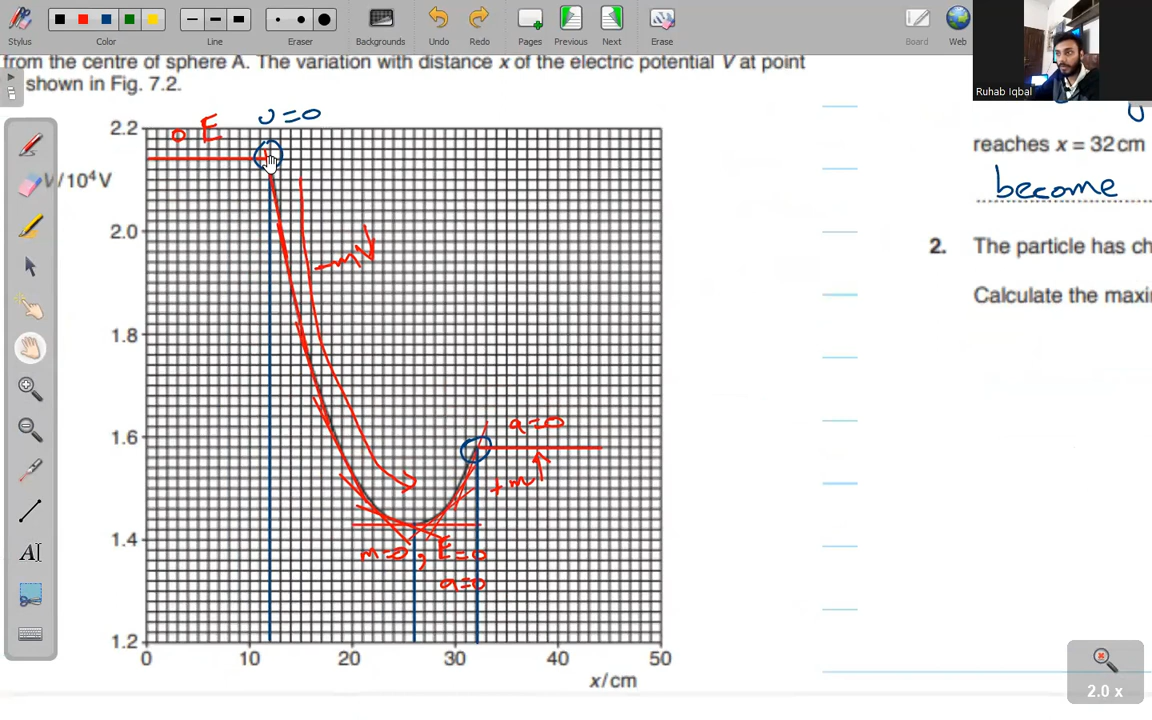 Stylus
Color
Line
Eraser
Backgrounds
Undo
Redo
Pages
Previous
Next
Erase
Board
Web
Ruhab Iqbal
from the centre of sphere A. The variation with distance x of the electric potential V at point
shown in Fig. 7.2.
υ=0
0 E
2.2
V/10⁴V
2.0
1.8
1.6
1.4
1.2
-mV
a=0
+m
m=0 ; E=0
a=0
0 10 20 30 40 50
x/cm
reaches x = 32 cm
become
2. The particle has ch
Calculate the maxi
2.0 x